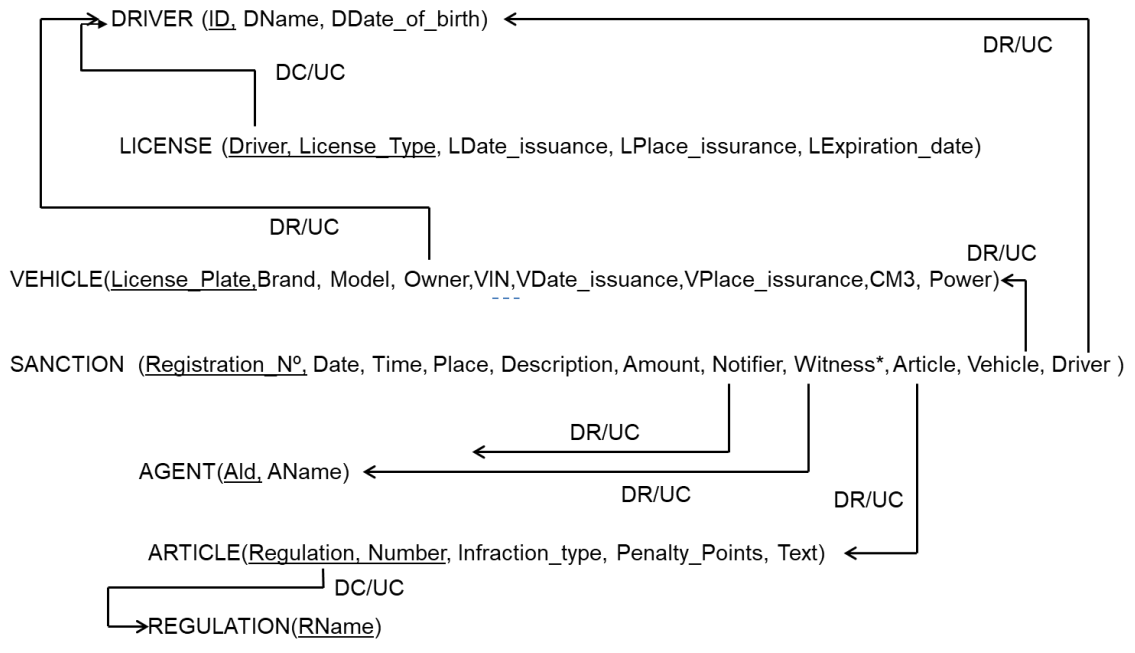 DRIVER (ID, DName, DDate_of_birth)
DR/UC
DC/UC
LICENSE (Driver, License_Type, LDate_issuance, LPlace_issurance, LExpiration_date)
DR/UC
DR/UC
VEHICLE(License_Plate,Brand, Model, Owner,VIN,VDate_issuance,VPlace_issurance,CM3, Power)
SANCTION (Registration_Nº, Date, Time, Place, Description, Amount, Notifier, Witness*, Article, Vehicle, Driver )
DR/UC
AGENT(AId, AName)
DR/UC
DR/UC
ARTICLE(Regulation, Number, Infraction_type, Penalty_Points, Text)
DC/UC
REGULATION(RName)